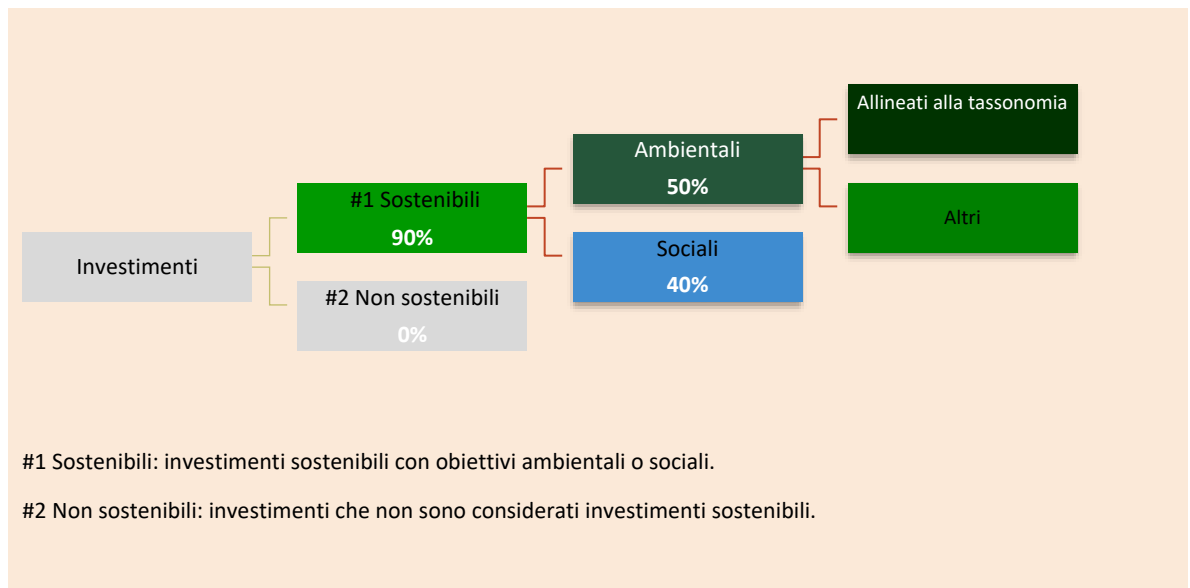 Allineati alla tassonomia
Ambientali
50%
#1 Sostenibili
90%
Altri
Sociali
40%
Investimenti
#2 Non sostenibili
0%
#1 Sostenibili: investimenti sostenibili con obiettivi ambientali o sociali.
#2 Non sostenibili: investimenti che non sono considerati investimenti sostenibili.